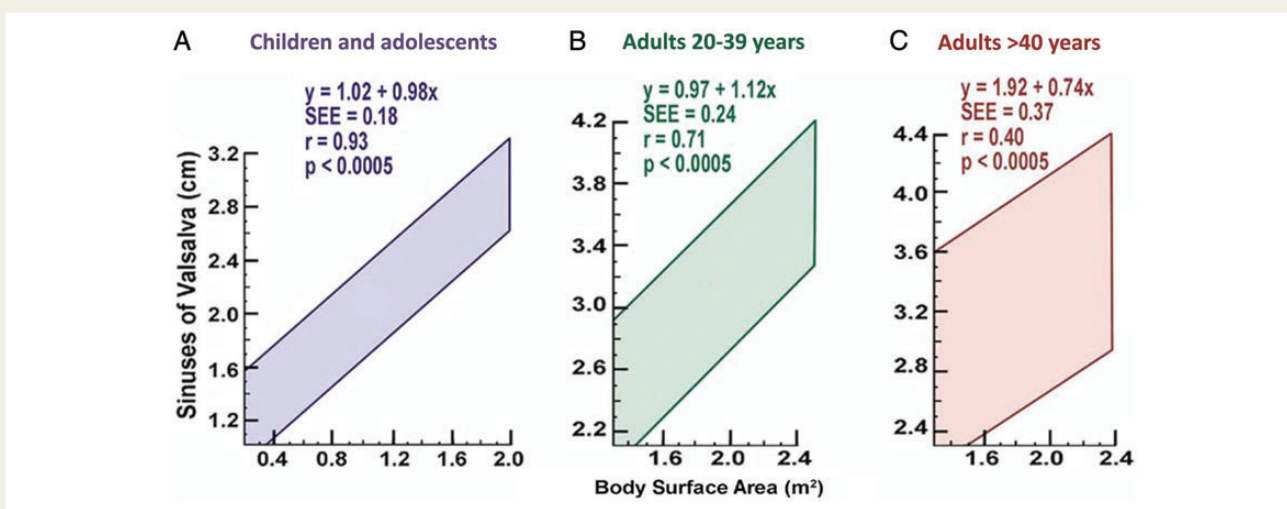 A Children and adolescents
y = 1.02 + 0.98x
SEE = 0.18
r = 0.93
p < 0.0005
Sinuses of Valsalva (cm)
3.2
2.8
2.4
2.0
1.6
1.2
0.4 0.8 1.2 1.6 2.0
B Adults 20-39 years
y = 0.97 + 1.12x
SEE = 0.24
r = 0.71
p < 0.0005
4.2
3.8
3.4
3.0
2.6
2.2
1.6 2.0 2.4
C Adults >40 years
y = 1.92 + 0.74x
SEE = 0.37
r = 0.40
p < 0.0005
4.4
4.0
3.6
3.2
2.8
2.4
1.6 2.0 2.4
Body Surface Area (m²)